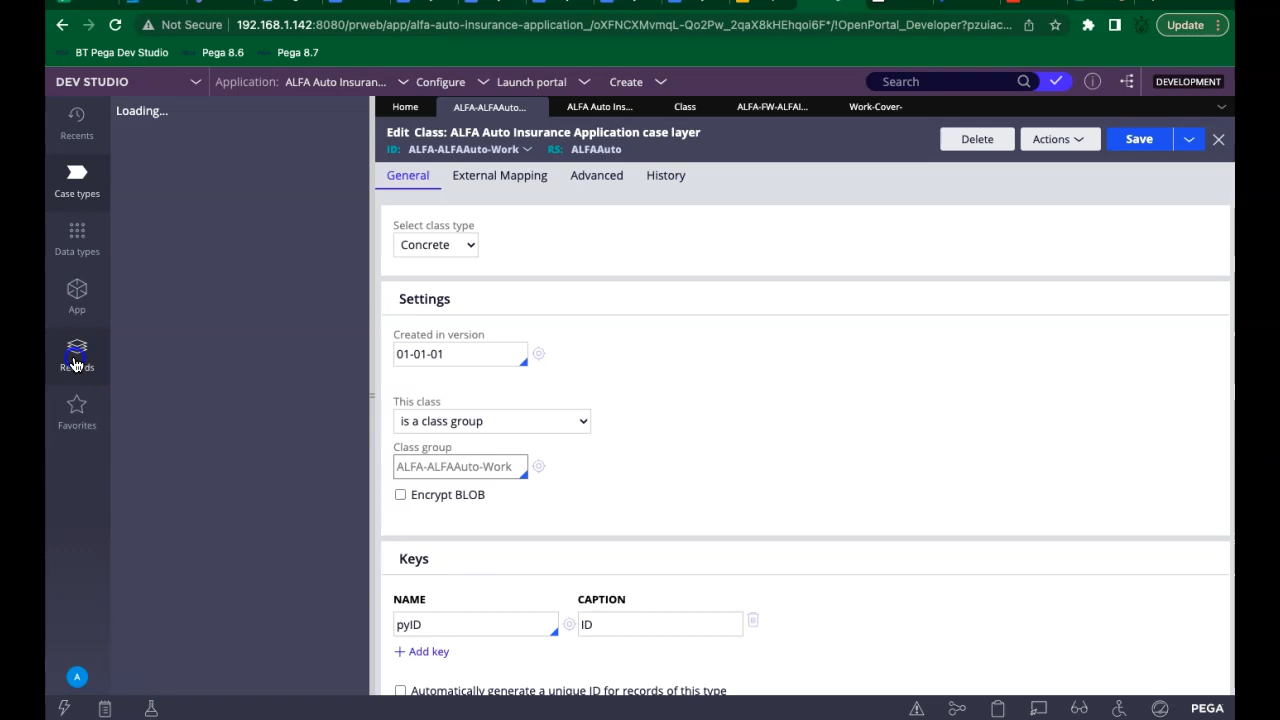 Not Secure
192.168.1.142:8080/prweb/app/alfa-auto-insurance-application_/oXFNCXMvmqL-Qo2Pw_2qaX8kHEhqoi6F*/!OpenPortal_Developer?pzuiac...
Update
BT Pega Dev Studio
Pega 8.6
Pega 8.7
DEV STUDIO
Application: ALFA Auto Insuran...
Configure
Launch portal
Create
Search
DEVELOPMENT
Recents
Case types
Data types
App
Records
Favorites
A
Loading...
Home
ALFA-ALFAAuto...
ALFA Auto Ins...
Class
ALFA-FW-ALFAI...
Work-Cover-
Edit Class: ALFA Auto Insurance Application case layer
ID: ALFA-ALFAAuto-Work RS: ALFAAuto
Delete
Actions
Save
General
External Mapping
Advanced
History
Select class type
Concrete
Settings
Created in version
01-01-01
This class
is a class group
Class group
ALFA-ALFAAuto-Work
Encrypt BLOB
Keys
NAME
CAPTION
pyID
ID
+ Add key
Automatically generate a unique ID for records of this type
PEGA